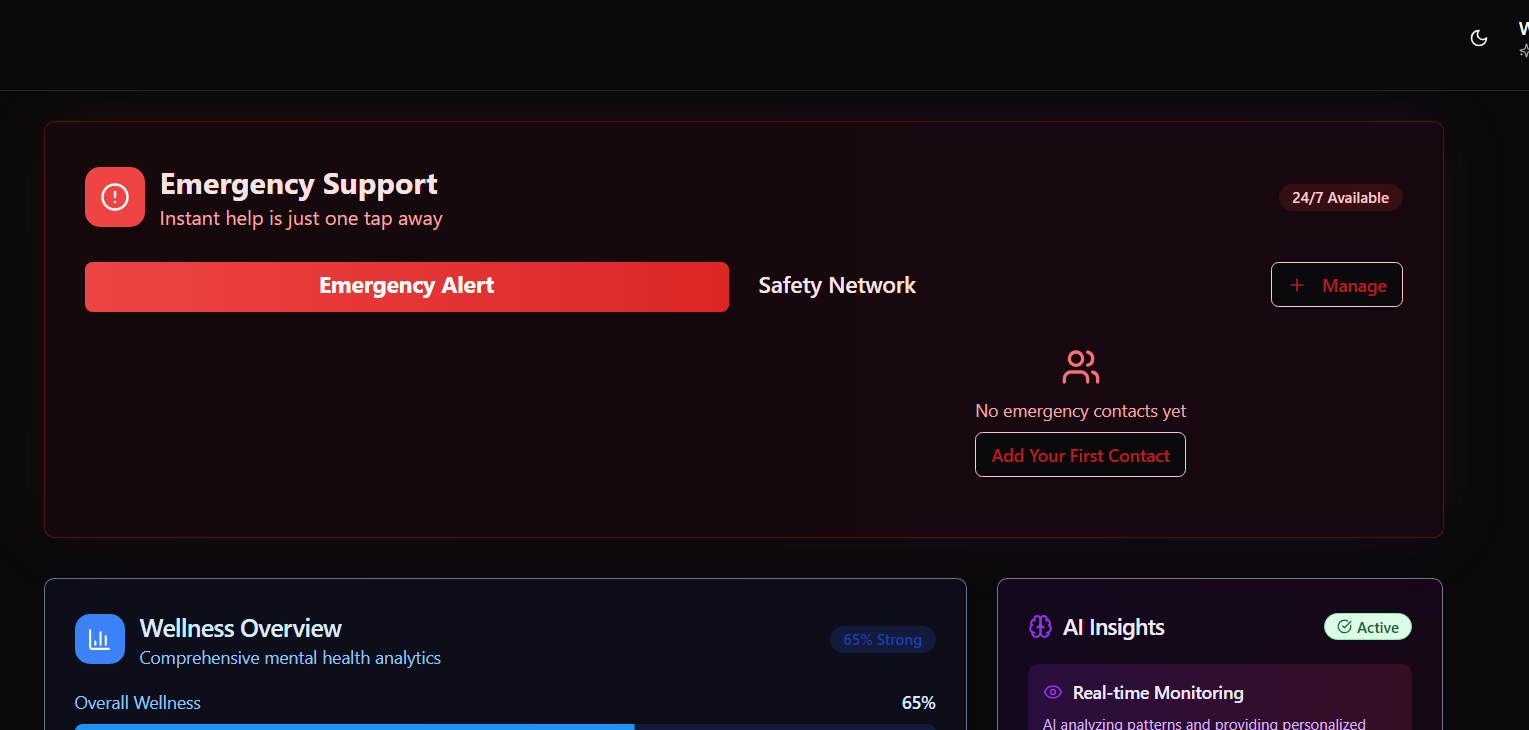 Emergency Support
Instant help is just one tap away
24/7 Available
Emergency Alert
Safety Network
Manage
No emergency contacts yet
Add Your First Contact
Wellness Overview
Comprehensive mental health analytics
65% Strong
Overall Wellness
65%
AI Insights
Active
Real-time Monitoring
AI analyzing patterns and providing personalized